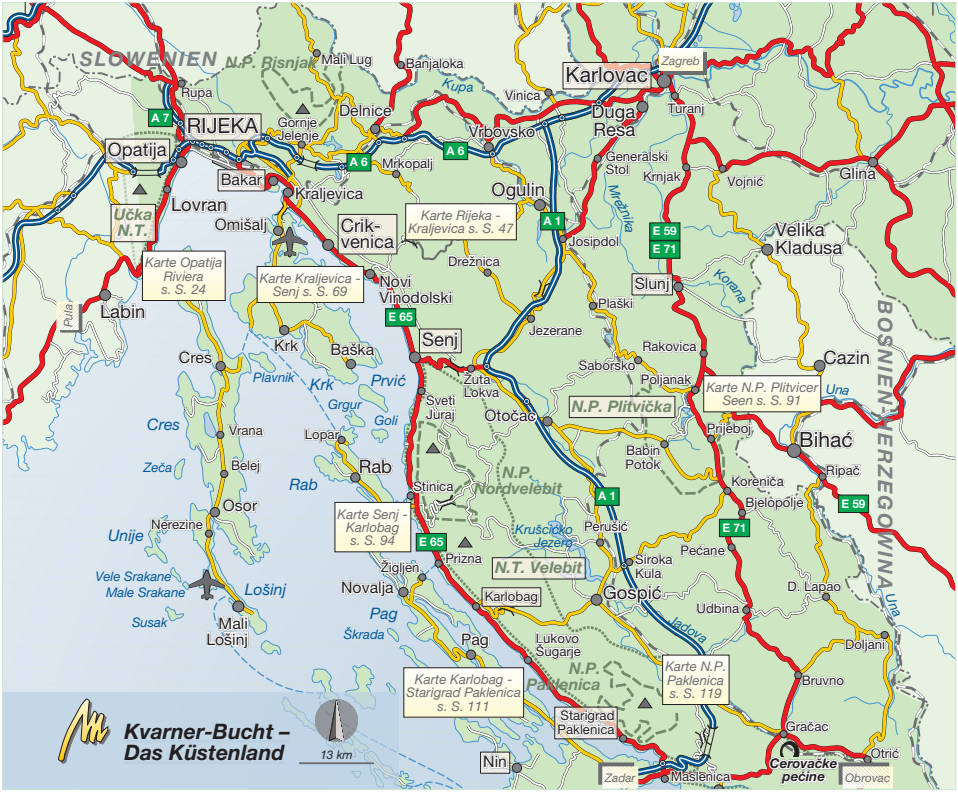 SLOWENIEN
N.P. Risnjak
Mali Lug
Banjaloka
Zagreb
Karlovac
Kupa
Vinica
Rupa
A 7
RIJEKA
Gornje
Jelenje
Delnice
Vrbovsko
Duga
Resa
Turanj
Opatija
A 6
A 6
Mrkopalj
Generalski
Stol
Krnjak
Vojnić
Glina
Bakar
Kraljevica
Lovran
Ogulin
Mrežnica
Učka
N.T.
Omišalj
Crik-
venica
Karte Rijeka -
Kraljevica s. S. 47
A 1
Josipdol
E 59
E 71
Velika
Kladusa
Karte Opatija
Riviera
s. S. 24
Karte Kraljevica -
Senj s. S. 69
Drežnica
Novi
Vinodolski
Slunj
Korana
Labin
Pula
Plaški
E 65
Jezerane
BOSNIEN HERZEGOWINA
Krk
Baška
Senj
Rakovica
Cazin
Cres
Plavnik
Krk
Prvić
Žuta
Lokva
Saborsko
Poljanak
Karte N.P. Plitvicer
Seen s. S. 91
Una
Grgur
Goli
Sveti
Juraj
Otočac
N.P. Plitvička
Cres
Vrana
Lopar
Prijeboj
Bihać
Babin
Potok
Zeča
Belej
Rab
Rab
N.P.
Nordvelebit
Ripač
Stinica
A 1
Korenića
Bjelopolje
E 59
Osor
Nerezine
Karte Senj -
Karlobag
s. S. 94
Krušcićko
Jezero
Perušić
E 71
Unije
E 65
Prizna
Pećane
N.T. Velebit
Siroka
Kula
Vele Srakane
Male Srakane
Lošinj
Žigljen
Novalja
Karlobag
Gospić
D. Lapao
Una
Susak
Mali
Lošinj
Pag
Škrada
Udbina
Jadova
Pag
Lukovo
Šugarje
Doljani
Karte Karlobag -
Starigrad Paklenica
s. S. 111
N.P.
Paklenica
Karte N.P.
Paklenica
s. S. 119
Bruvno
Starigrad
Paklenica
Gračac
Kvarner-Bucht –
Das Küstenland
13 km
Nin
Zadar
Maslenica
Cerovačke
pećine
Otrić
Obrovac